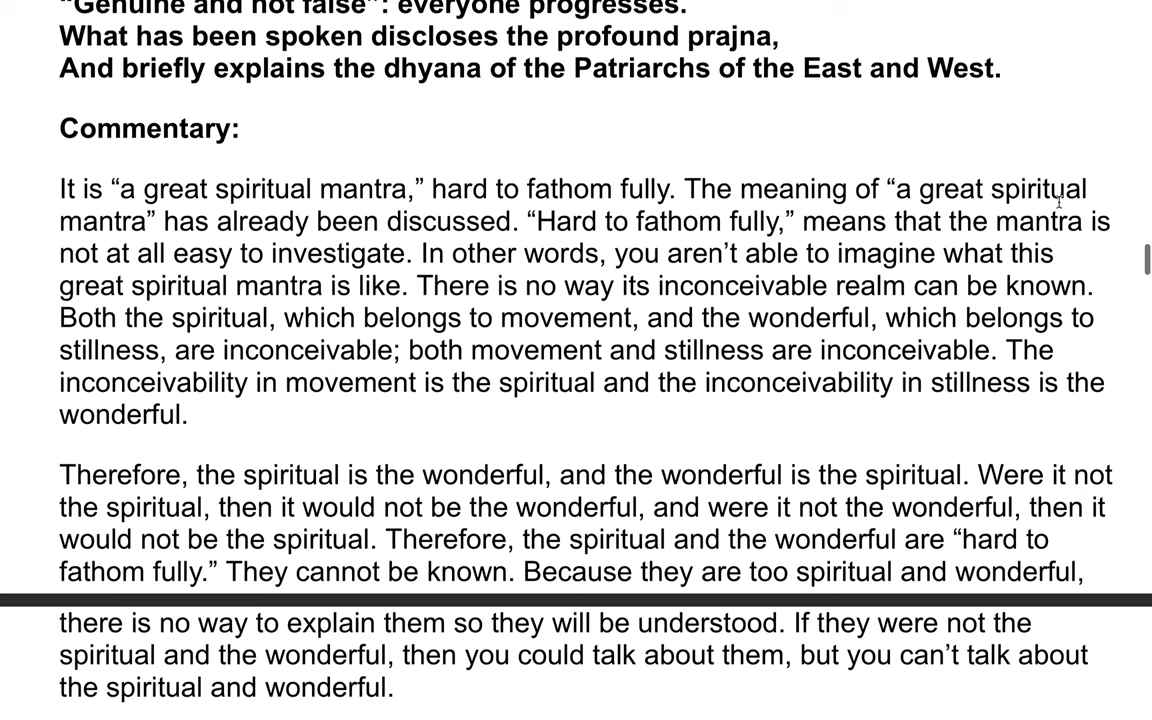 “Genuine and not false”: everyone progresses.
What has been spoken discloses the profound prajna,
And briefly explains the dhyana of the Patriarchs of the East and West.
Commentary:
It is “a great spiritual mantra,” hard to fathom fully. The meaning of “a great spiritual
mantra” has already been discussed. “Hard to fathom fully,” means that the mantra is
not at all easy to investigate. In other words, you aren’t able to imagine what this
great spiritual mantra is like. There is no way its inconceivable realm can be known.
Both the spiritual, which belongs to movement, and the wonderful, which belongs to
stillness, are inconceivable; both movement and stillness are inconceivable. The
inconceivability in movement is the spiritual and the inconceivability in stillness is the
wonderful.
Therefore, the spiritual is the wonderful, and the wonderful is the spiritual. Were it not
the spiritual, then it would not be the wonderful, and were it not the wonderful, then it
would not be the spiritual. Therefore, the spiritual and the wonderful are “hard to
fathom fully.” They cannot be known. Because they are too spiritual and wonderful,
there is no way to explain them so they will be understood. If they were not the
spiritual and the wonderful, then you could talk about them, but you can’t talk about
the spiritual and wonderful.